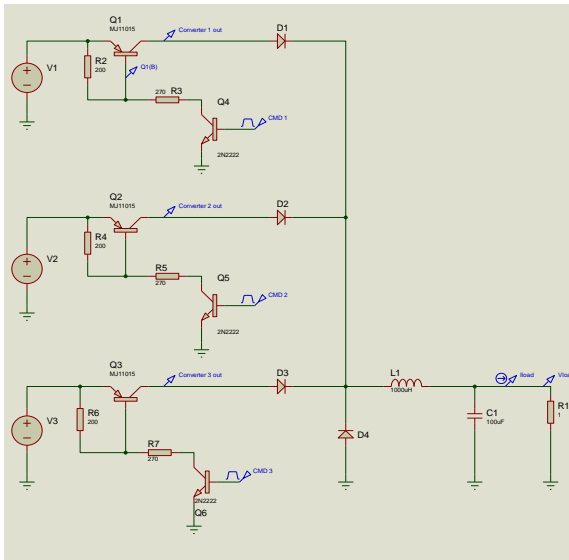 Q1
MJ11015
Converter 1 out
D1
V1
R2
200
Q1(B)
270 R3
Q4
CMD 1
2N2222
Q2
MJ11015
Converter 2 out
D2
V2
R4
200
R5
270
Q5
CMD 2
2N2222
Q3
MJ11015
Converter 3 out
D3
L1
1000uH
Iload
Vlo
V3
R6
200
R7
270
D4
C1
100uF
R1
1
CMD 3
2N2222
Q6